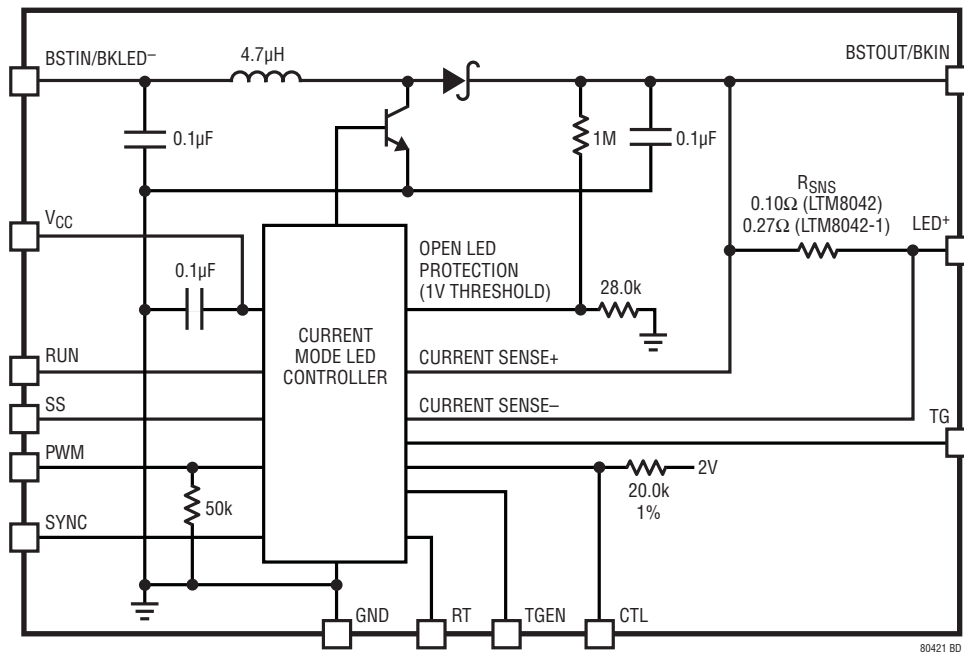 BSTIN/BKLED–
4.7µH
BSTOUT/BKIN
0.1µF
1M
0.1µF
RSNS
0.10Ω (LTM8042)
0.27Ω (LTM8042-1)
LED+
VCC
0.1µF
OPEN LED
PROTECTION
(1V THRESHOLD)
28.0k
CURRENT
MODE LED
CONTROLLER
RUN
CURRENT SENSE+
SS
CURRENT SENSE–
TG
PWM
2V
20.0k
1%
50k
SYNC
GND
RT
TGEN
CTL
80421 BD